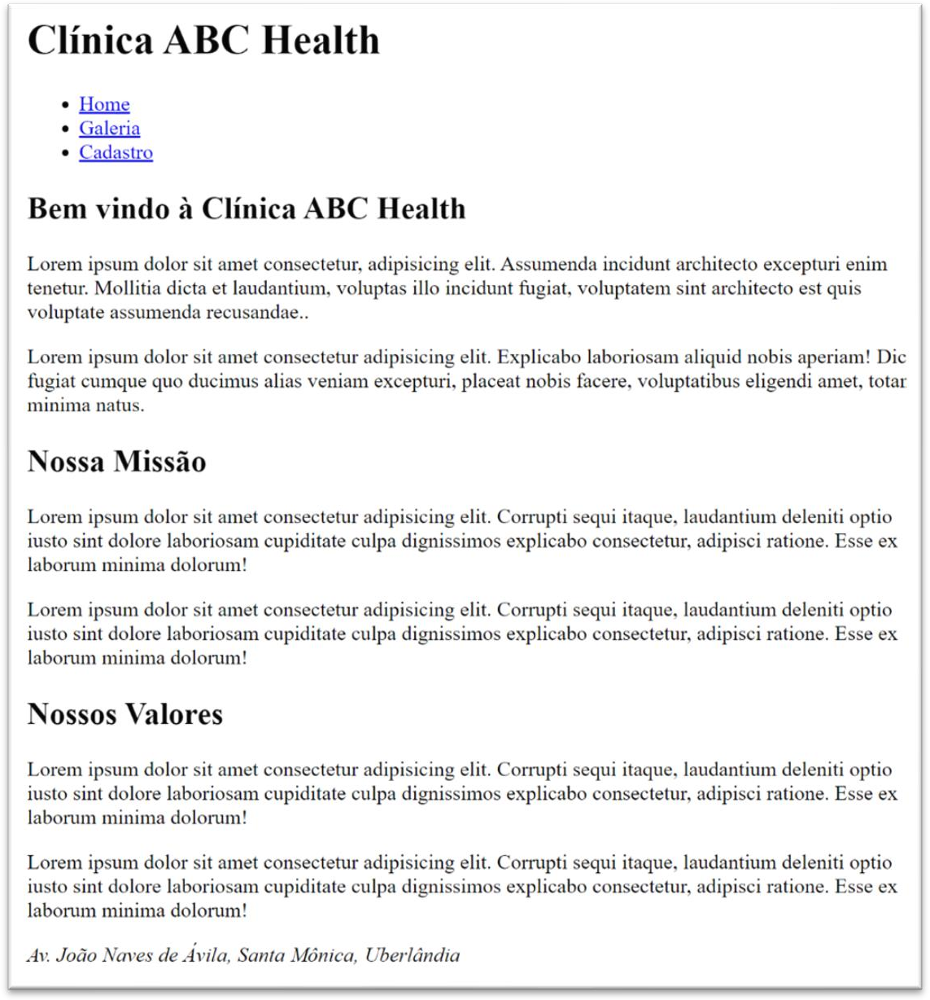 Clínica ABC Health
Home
Galeria
Cadastro
Bem vindo à Clínica ABC Health
Lorem ipsum dolor sit amet consectetur, adipisicing elit. Assumenda incidunt architecto excepturi enim
tenetur. Mollitia dicta et laudantium, voluptas illo incidunt fugiat, voluptatem sint architecto est quis
voluptate assumenda recusandae..
Lorem ipsum dolor sit amet consectetur adipisicing elit. Explicabo laboriosam aliquid nobis aperiam! Dic
fugiat cumque quo ducimus alias veniam excepturi, placeat nobis facere, voluptatibus eligendi amet,
minima natus.
Nossa Missão
Lorem ipsum dolor sit amet consectetur adipisicing elit. Corrupti sequi itaque, laudantium deleniti optio
iusto sint dolore laboriosam cupiditate culpa dignissimos explicabo consectetur, adipisci ratione. Esse ex
laborum minima dolorum!
Lorem ipsum dolor sit amet consectetur adipisicing elit. Corrupti sequi itaque, laudantium deleniti optio
iusto sint dolore laboriosam cupiditate culpa dignissimos explicabo consectetur, adipisci ratione. Esse ex
laborum minima dolorum!
Nossos Valores
Lorem ipsum dolor sit amet consectetur adipisicing elit. Corrupti sequi itaque, laudantium deleniti optio
iusto sint dolore laboriosam cupiditate culpa dignissimos explicabo consectetur, adipisci ratione. Esse ex
laborum minima dolorum!
Lorem ipsum dolor sit amet consectetur adipisicing elit. Corrupti sequi itaque, laudantium deleniti optio
iusto sint dolore laboriosam cupiditate culpa dignissimos explicabo consectetur, adipisci ratione. Esse ex
laborum minima dolorum!
Av. João Naves de Ávila, Santa Mônica, Uberlândia